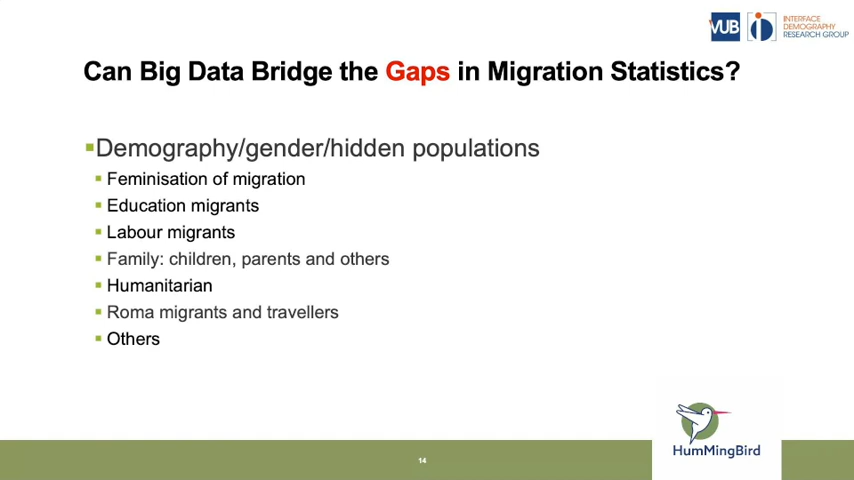 VUB
INTERFACE
DEMOGRAPHY
RESEARCH GROUP
Can Big Data Bridge the Gaps in Migration Statistics?
Demography/gender/hidden populations
Feminisation of migration
Education migrants
Labour migrants
Family: children, parents and others
Humanitarian
Roma migrants and travellers
Others
HumMingBird
14